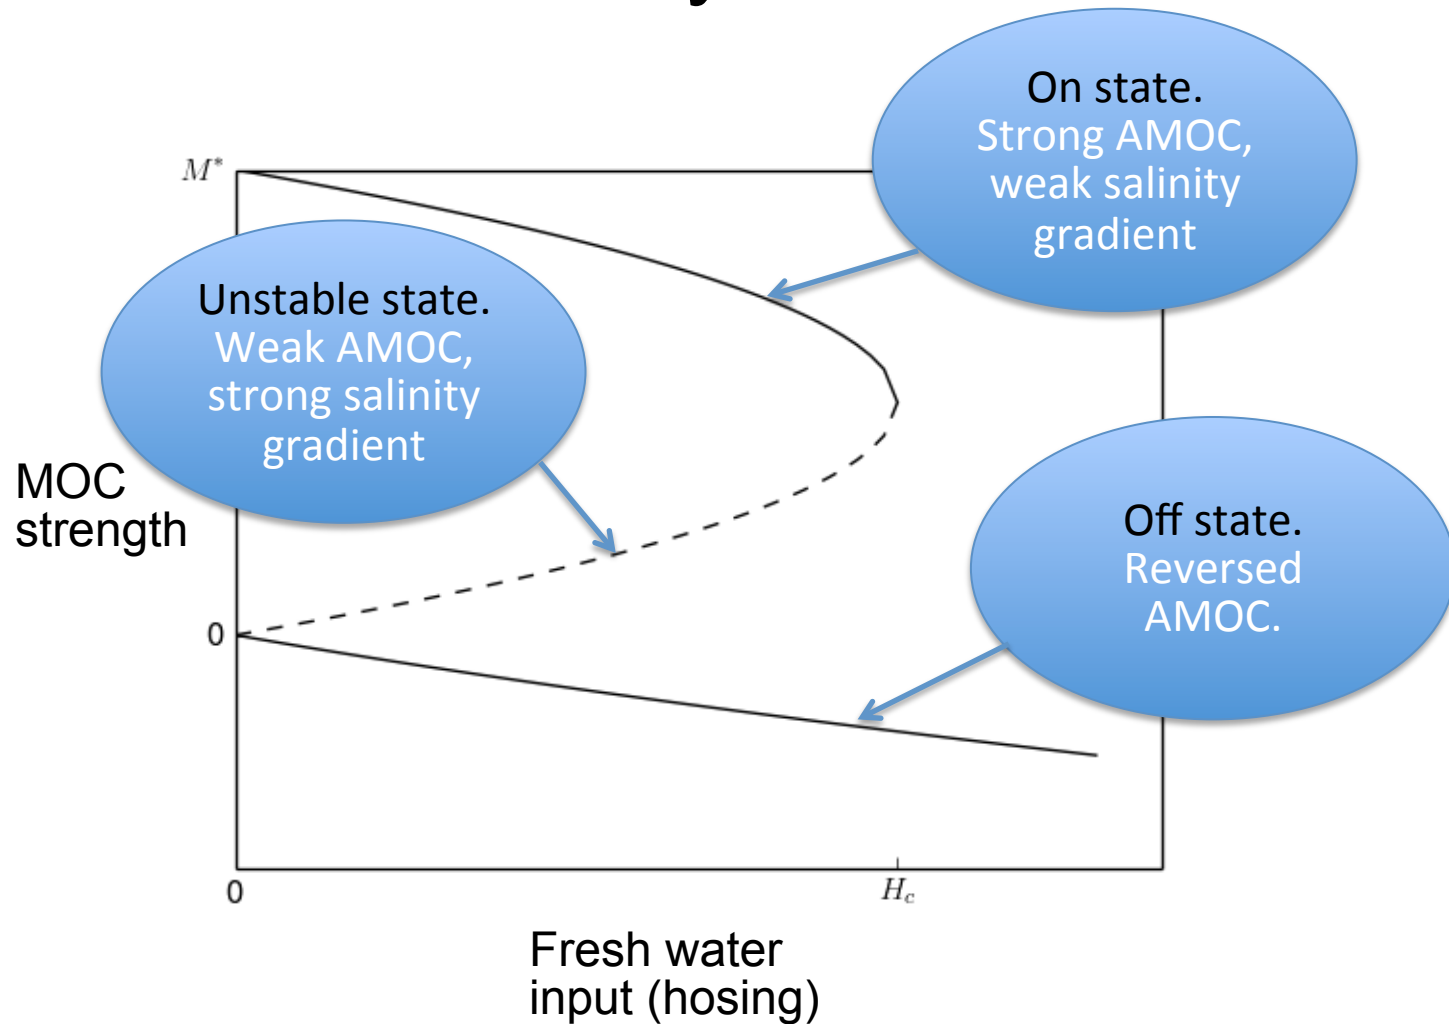 On state.
Strong AMOC,
weak salinity
gradient
M*
Unstable state.
Weak AMOC,
strong salinity
gradient
MOC
strength
Off state.
Reversed
AMOC.
0
0
H_c
Fresh water
input (hosing)